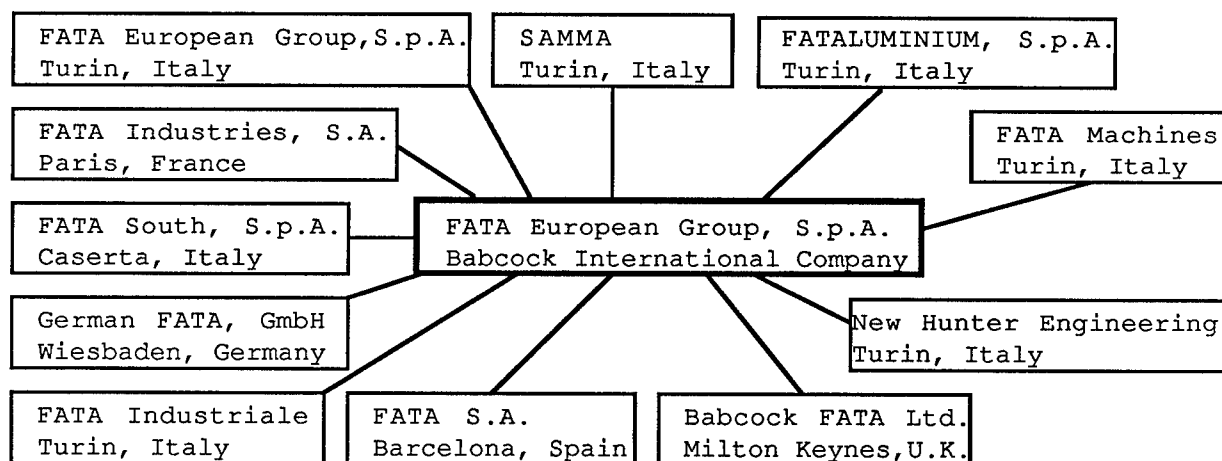 FATA European Group,S.p.A.
Turin, Italy
SAMMA
Turin, Italy
FATALUMINIUM, S.p.A.
Turin, Italy
FATA Industries, S.A.
Paris, France
FATA Machines
Turin, Italy
FATA South, S.p.A.
Caserta, Italy
FATA European Group, S.p.A.
Babcock International Company
German FATA, GmbH
Wiesbaden, Germany
New Hunter Engineering
Turin, Italy
FATA Industriale
Turin, Italy
FATA S.A.
Barcelona, Spain
Babcock FATA Ltd.
Milton Keynes,U.K.